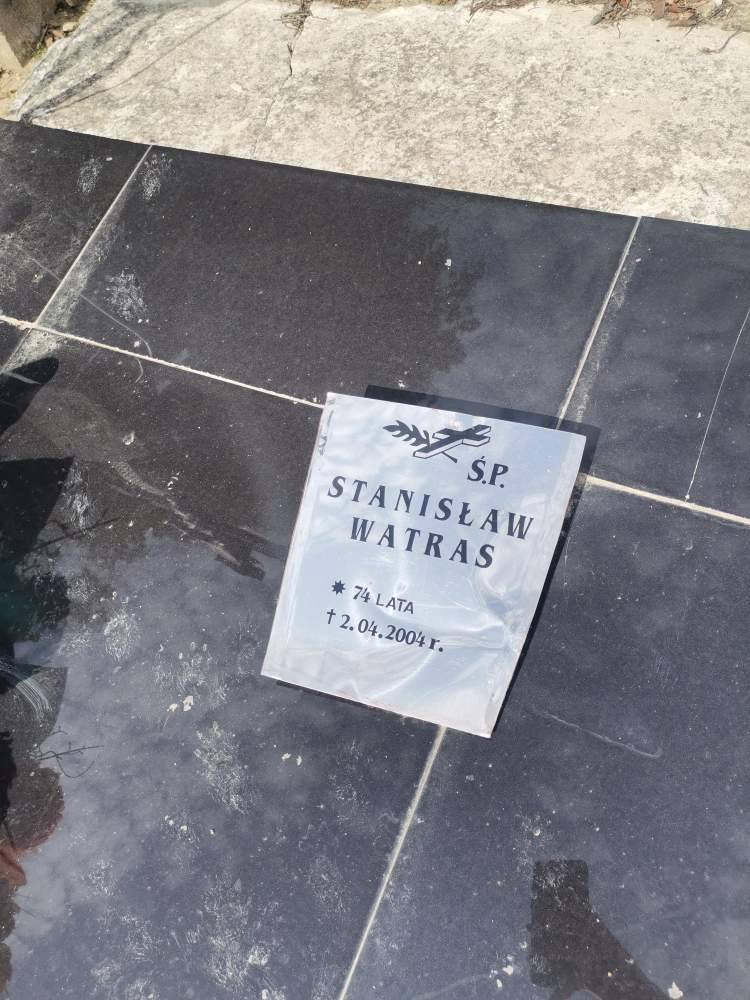 Ś.P.
STANISŁAW
WATRAS
* 74 LATA
† 2.04.2004 r.